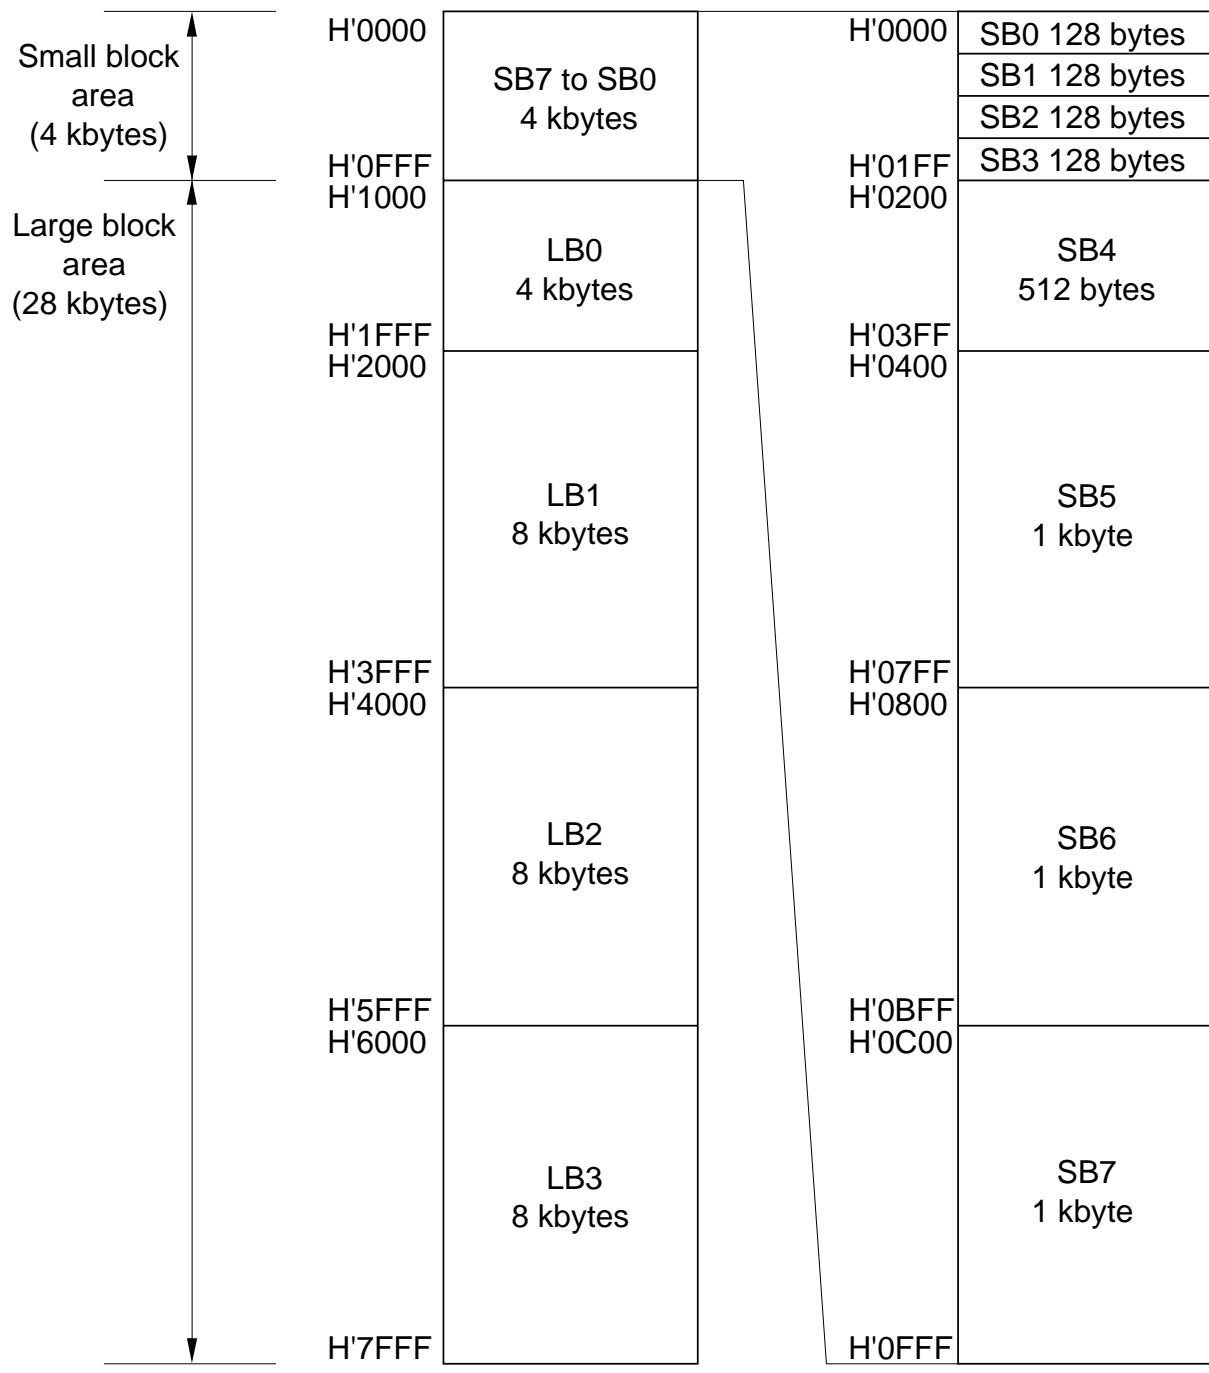 Small block
area
(4 kbytes)
Large block
area
(28 kbytes)
H'0000
SB7 to SB0
4 kbytes
H'0FFF
H'1000
LB0
4 kbytes
H'1FFF
H'2000
LB1
8 kbytes
H'3FFF
H'4000
LB2
8 kbytes
H'5FFF
H'6000
LB3
8 kbytes
H'7FFF
H'0000
SB0 128 bytes
SB1 128 bytes
SB2 128 bytes
SB3 128 bytes
H'01FF
H'0200
SB4
512 bytes
H'03FF
H'0400
SB5
1 kbyte
H'07FF
H'0800
SB6
1 kbyte
H'0BFF
H'0C00
SB7
1 kbyte
H'0FFF